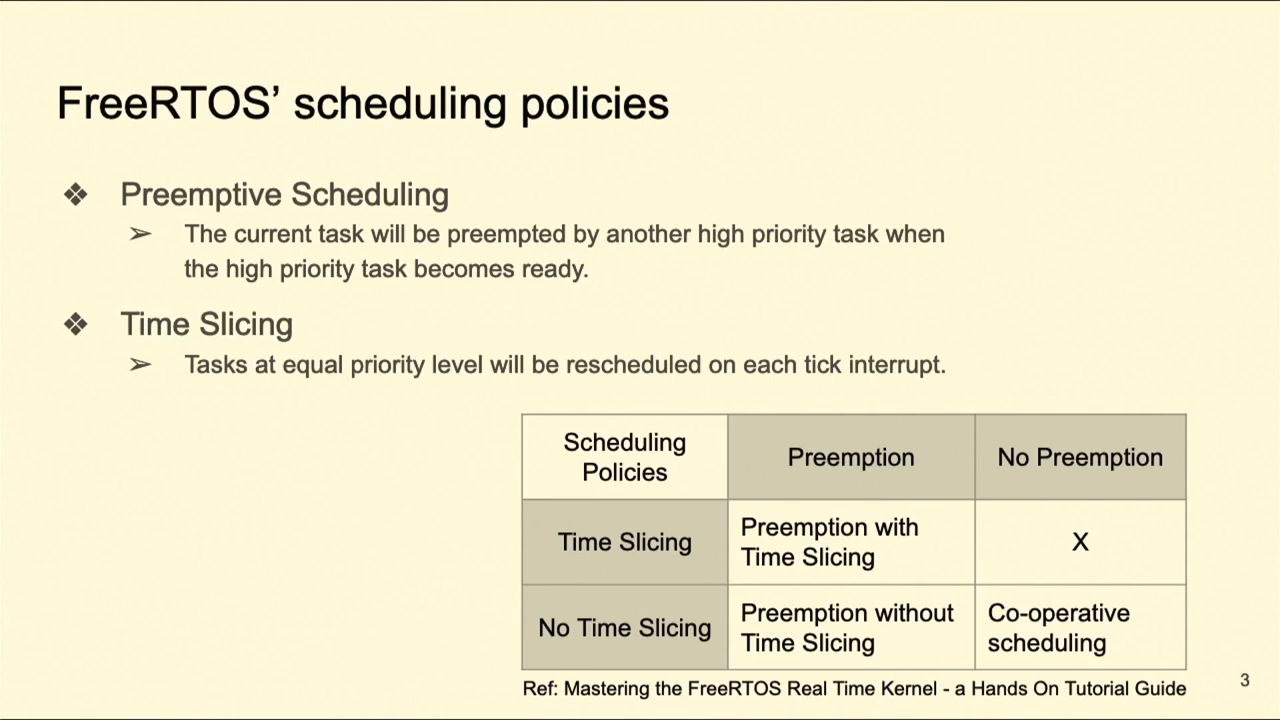 FreeRTOS’ scheduling policies
❖ Preemptive Scheduling
➢ The current task will be preempted by another high priority task when
the high priority task becomes ready.
❖ Time Slicing
➢ Tasks at equal priority level will be rescheduled on each tick interrupt.
Scheduling
Policies
Preemption
No Preemption
Time Slicing
Preemption with
Time Slicing
X
No Time Slicing
Preemption without
Time Slicing
Co-operative
scheduling
Ref: Mastering the FreeRTOS Real Time Kernel - a Hands On Tutorial Guide
3